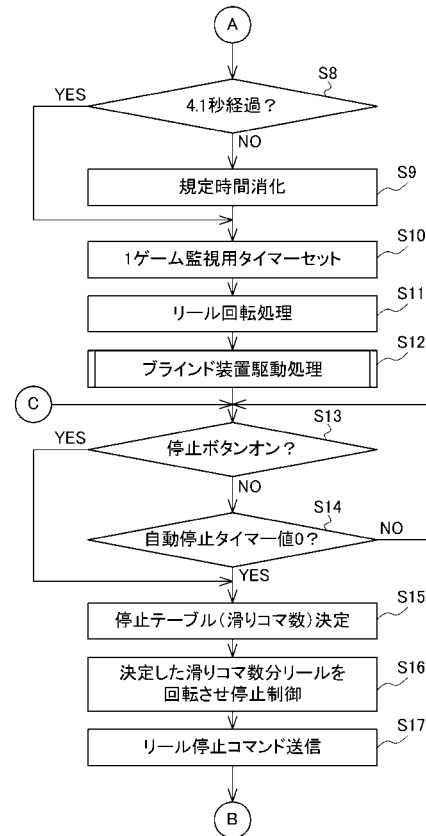 A
S8
4.1秒経過？
YES
NO
S9
規定時間消化
S10
1ゲーム監視用タイマーセット
S11
リール回転処理
S12
ブラインド装置駆動処理
C
S13
停止ボタンオン？
YES
NO
S14
自動停止タイマー値0？
NO
YES
S15
停止テーブル（滑りコマ数）決定
S16
決定した滑りコマ数分リールを
回転させ停止制御
S17
リール停止コマンド送信
B